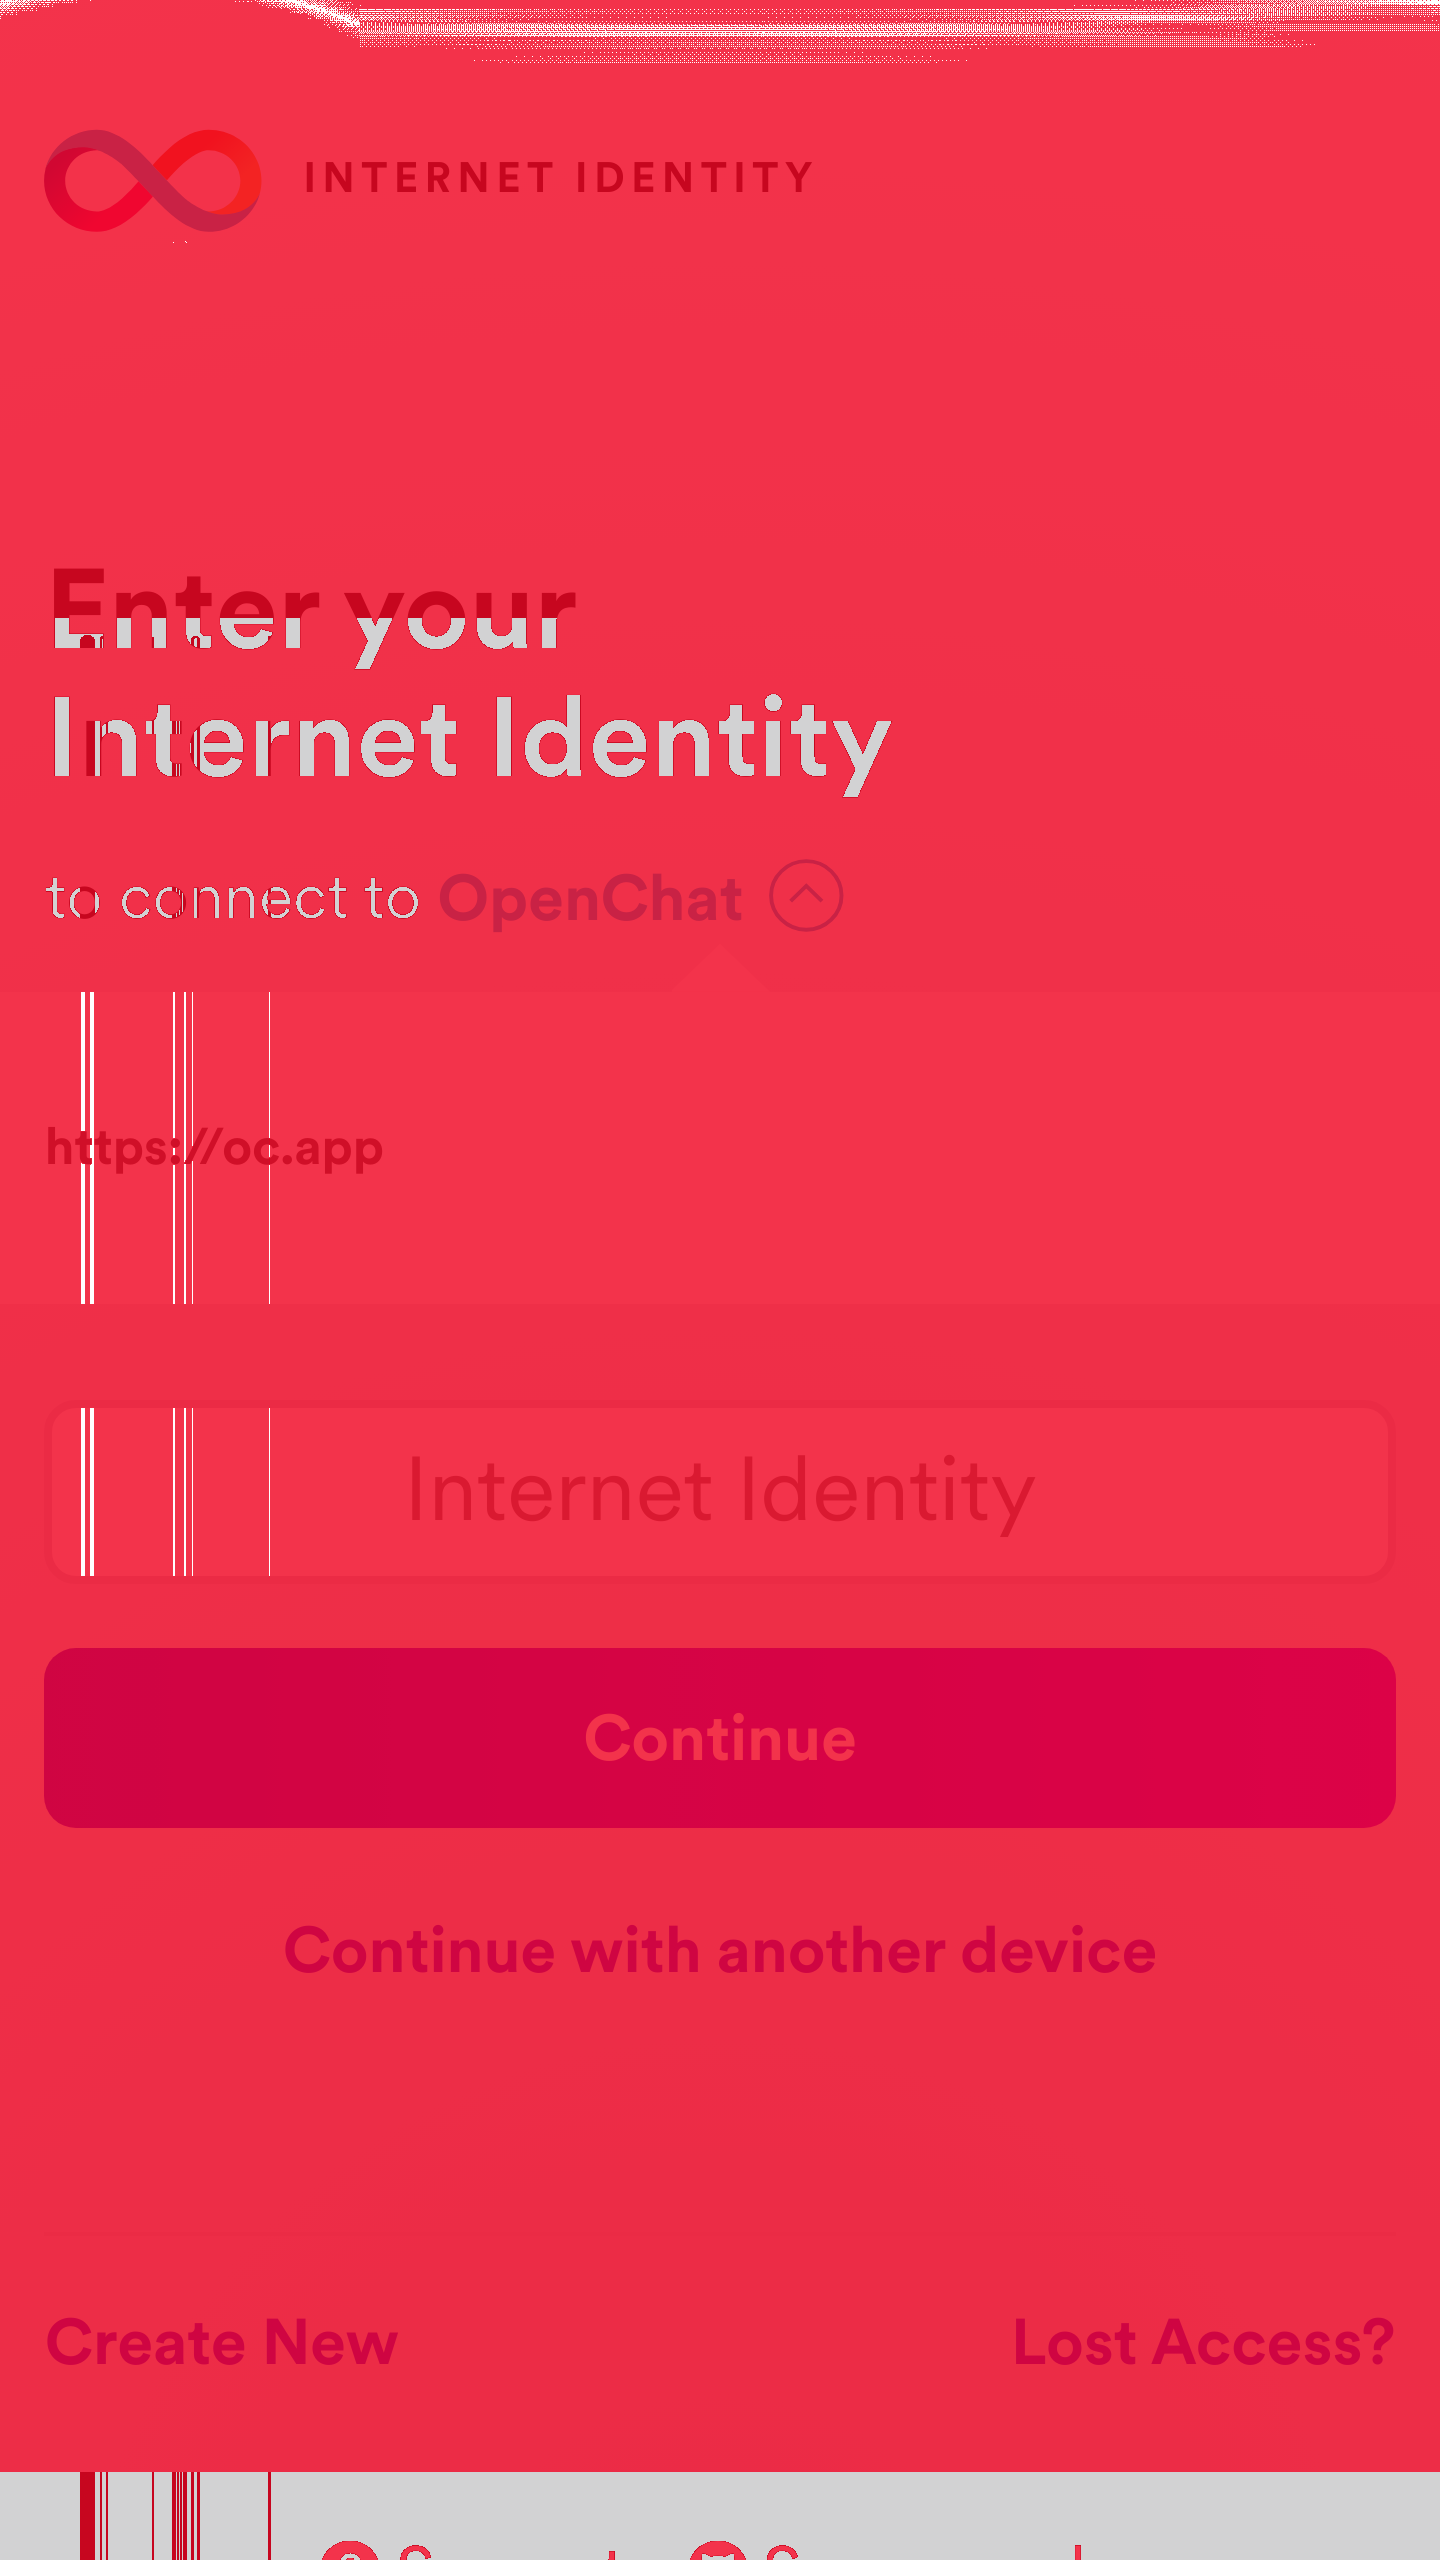 INTERNET IDENTITY
Enter your
Internet Identity
to connect to OpenChat
https://oc.app
Internet Identity
Continue
Continue with another device
Create New
Lost Access?